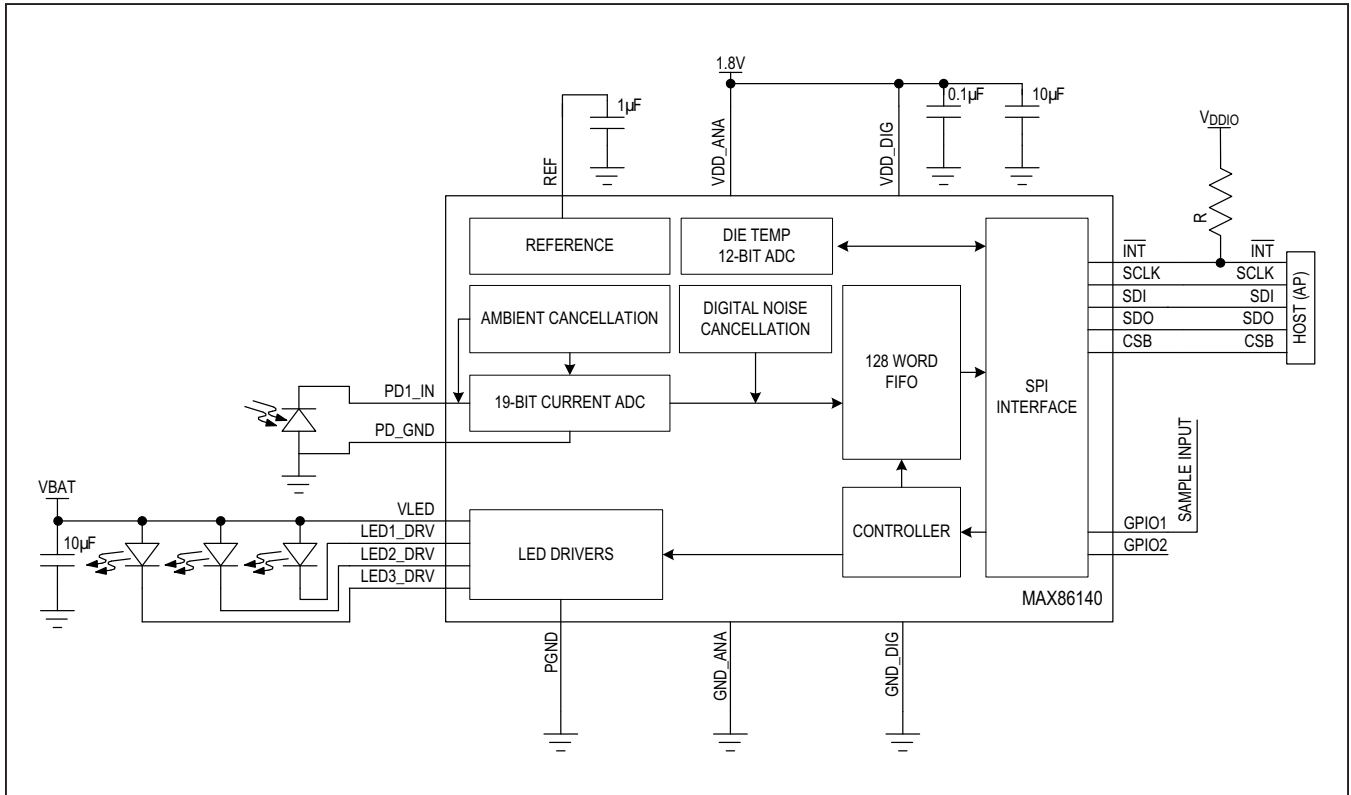 1.8V
1µF
0.1µF
10µF
VDDIO
REF
VDD_ANA
VDD_DIG
R
REFERENCE
DIE TEMP
12-BIT ADC
INT
INT
SCLK
SCLK
SDI
SDI
SDO
SDO
CSB
CSB
HOST (AP)
AMBIENT CANCELLATION
DIGITAL NOISE
CANCELLATION
128 WORD
FIFO
SPI
INTERFACE
PD1_IN
19-BIT CURRENT ADC
PD_GND
VBAT
10µF
VLED
LED1_DRV
LED2_DRV
LED3_DRV
LED DRIVERS
CONTROLLER
GPIO1
GPIO2
SAMPLE INPUT
MAX86140
PGND
GND_ANA
GND_DIG